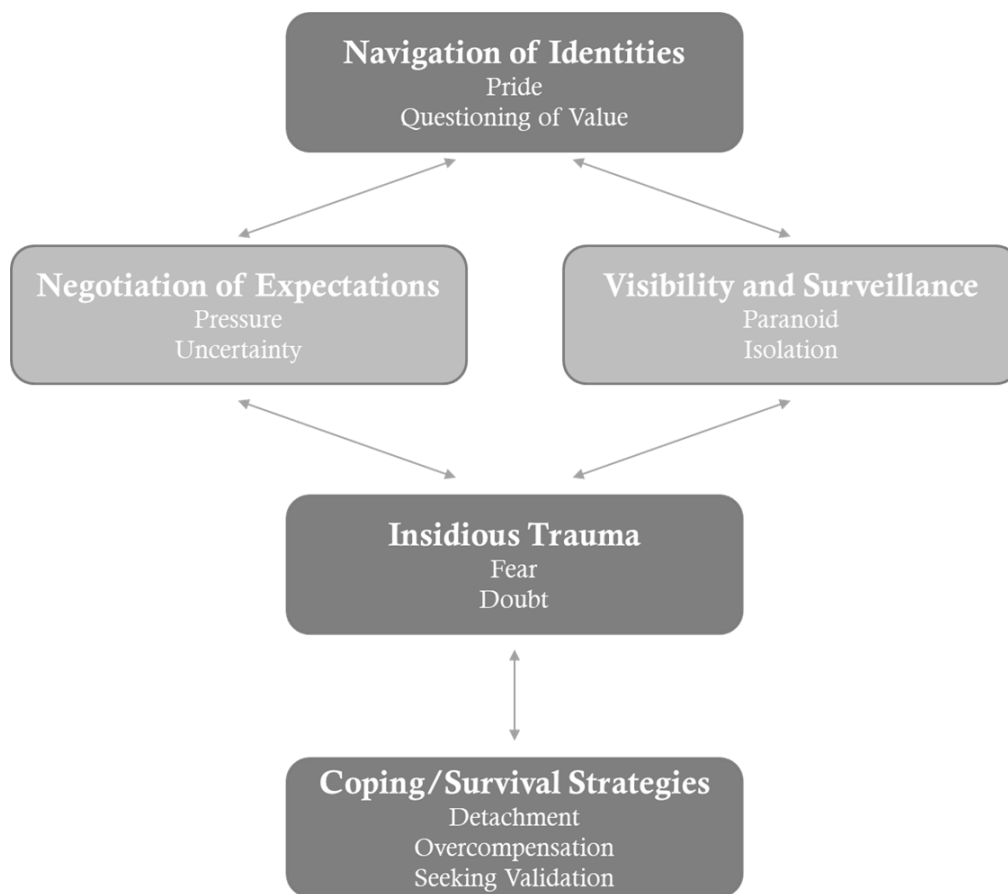 Navigation of Identities
Pride
Questioning of Value
Negotiation of Expectations
Pressure
Uncertainty
Visibility and Surveillance
Paranoid
Isolation
Insidious Trauma
Fear
Doubt
Coping/Survival Strategies
Detachment
Overcompensation
Seeking Validation